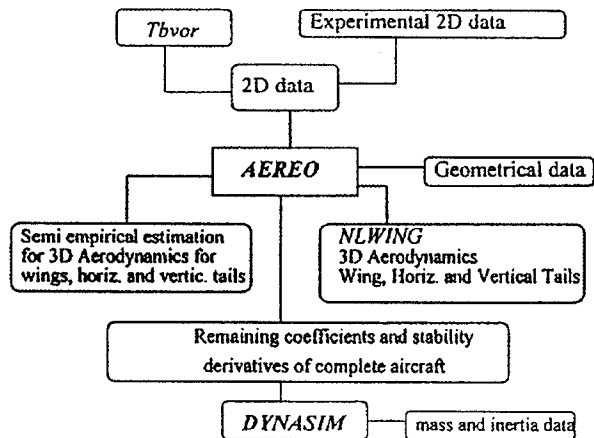 Tbvor
Experimental 2D data
2D data
AEREO
Geometrical data
Semi empirical estimation
for 3D Aerodynamics for
wings, horiz. and vertic. tails
NLWING
3D Aerodynamics
Wing, Horiz. and Vertical Tails
Remaining coefficients and stability
derivatives of complete aircraft
DYNASIM
mass and inertia data